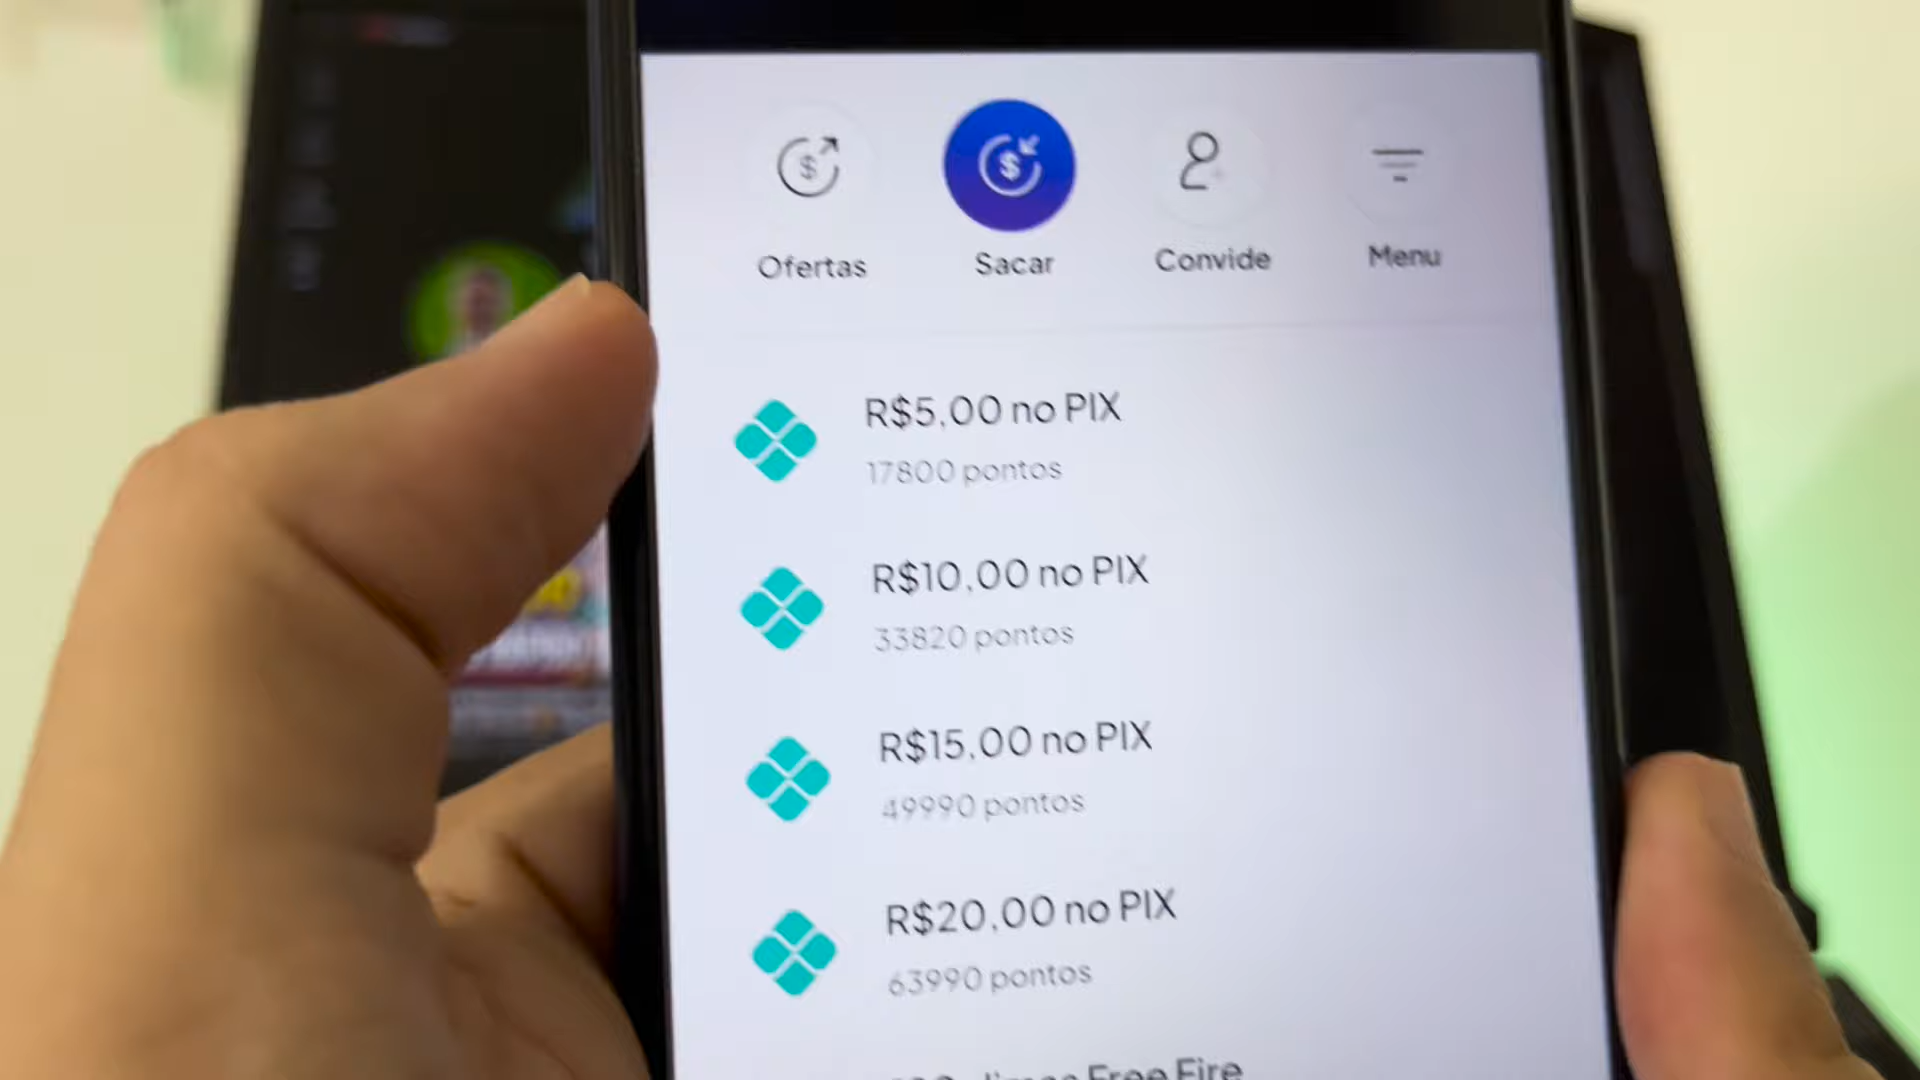 Ofertas
Sacar
Convide
Menu
R$5,00 no PIX
17800 pontos
R$10,00 no PIX
33820 pontos
R$15,00 no PIX
49990 pontos
R$20,00 no PIX
63990 pontos
Free Fire